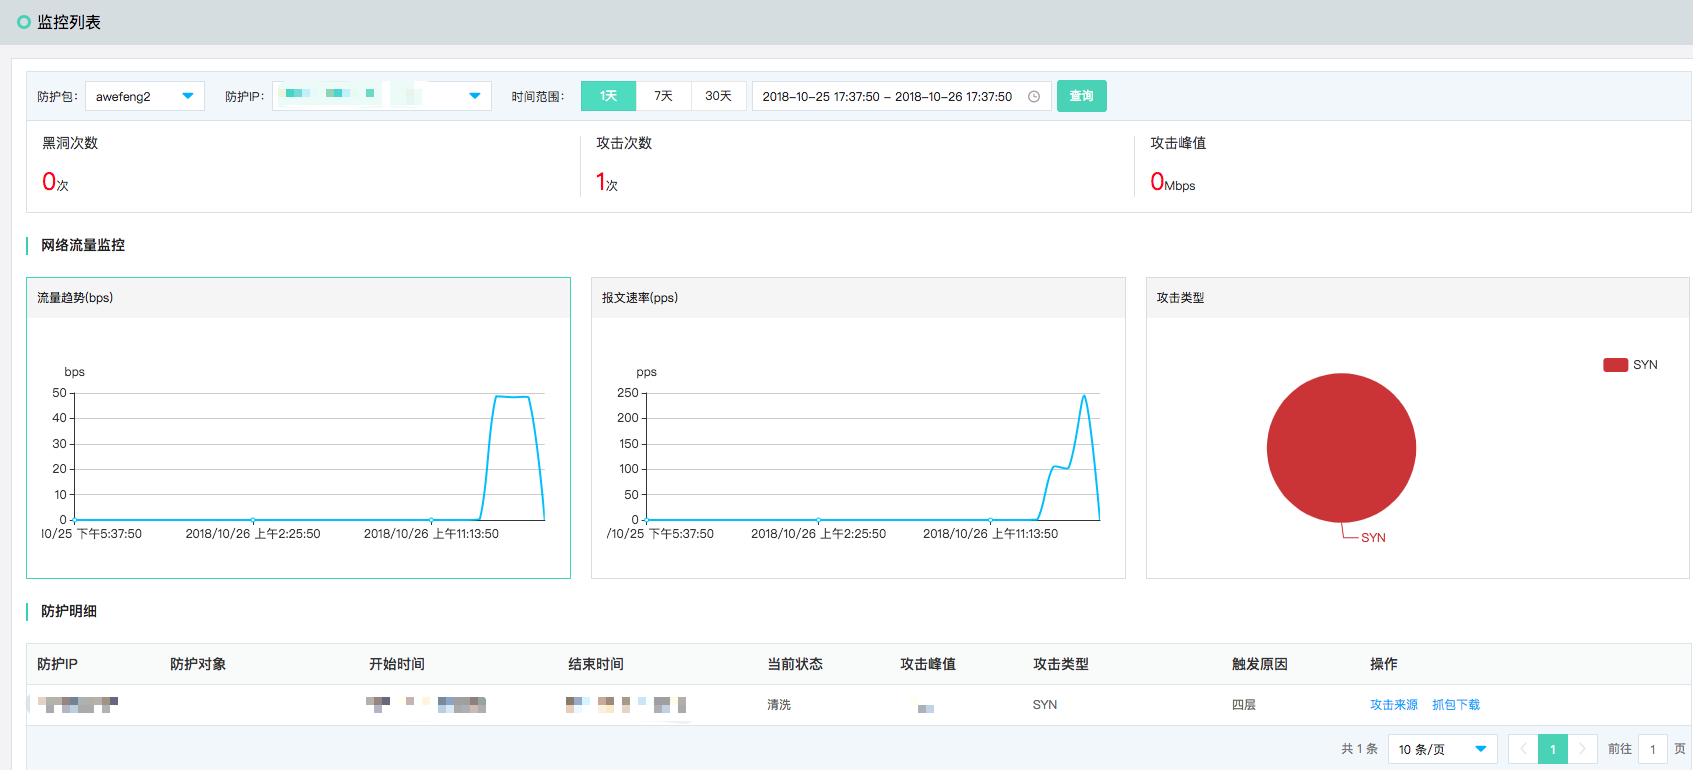 监控列表
防护包: awefeng2 防护IP: 时间范围: 1天 7天 30天 2018-10-25 17:37:50 - 2018-10-26 17:37:50 查询
黑洞次数 攻击次数 攻击峰值
0次 1次 0Mbps
网络流量监控
流量趋势(bps)
bps
50
40
30
20
10
0
10/25 下午5:37:50 2018/10/26 上午2:25:50 2018/10/26 上午11:13:50
报文速率(pps)
pps
250
200
150
100
50
0
/10/25 下午5:37:50 2018/10/26 上午2:25:50 2018/10/26 上午11:13:50
攻击类型
SYN
SYN
防护明细
防护IP 防护对象 开始时间 结束时间 当前状态 攻击峰值 攻击类型 触发原因 操作
清洗 SYN 四层 攻击来源 抓包下载
共 1 条 10 条/页 1 前往 1 页